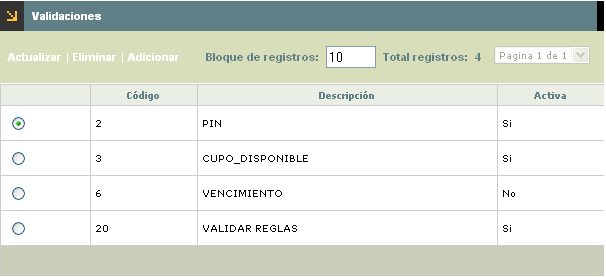 Validaciones
Actualizar | Eliminar | Adicionar Bloque de registros: 10 Total registros: 4 Pagina 1 de 1
Código Descripción Activa
2 PIN Si
3 CUPO_DISPONIBLE Si
6 VENCIMIENTO No
20 VALIDAR REGLAS Si